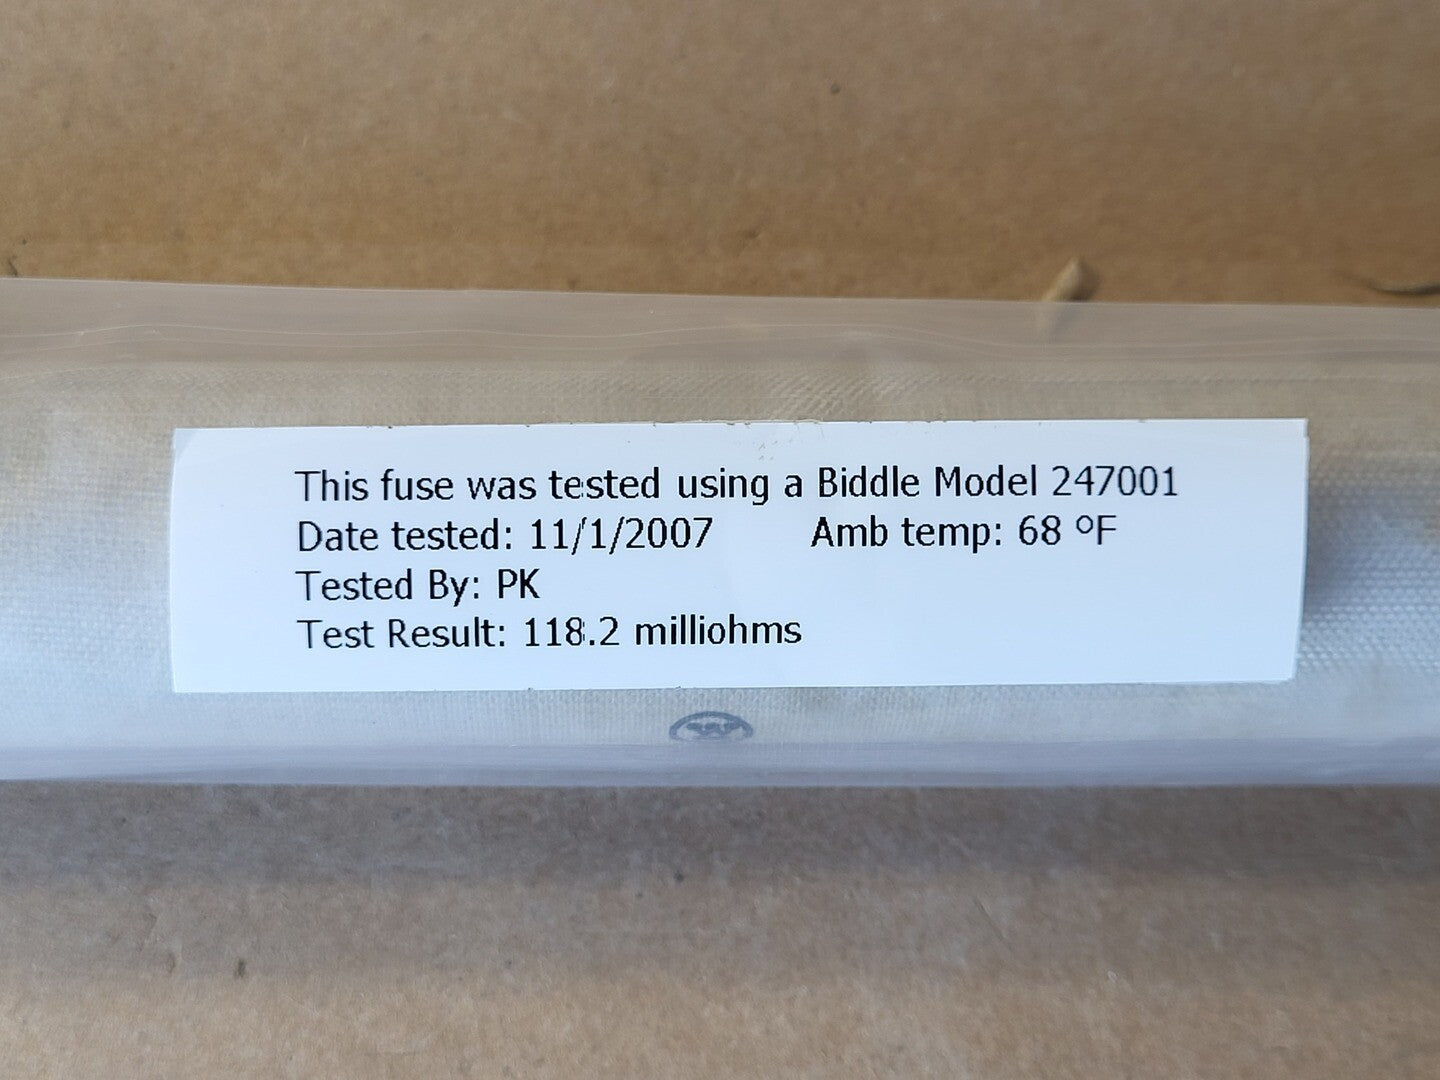 This fuse was tested using a Biddle Model 247001
Date tested: 11/1/2007 Amb temp: 68 ºF
Tested By: PK
Test Result: 118.2 milliohms
W